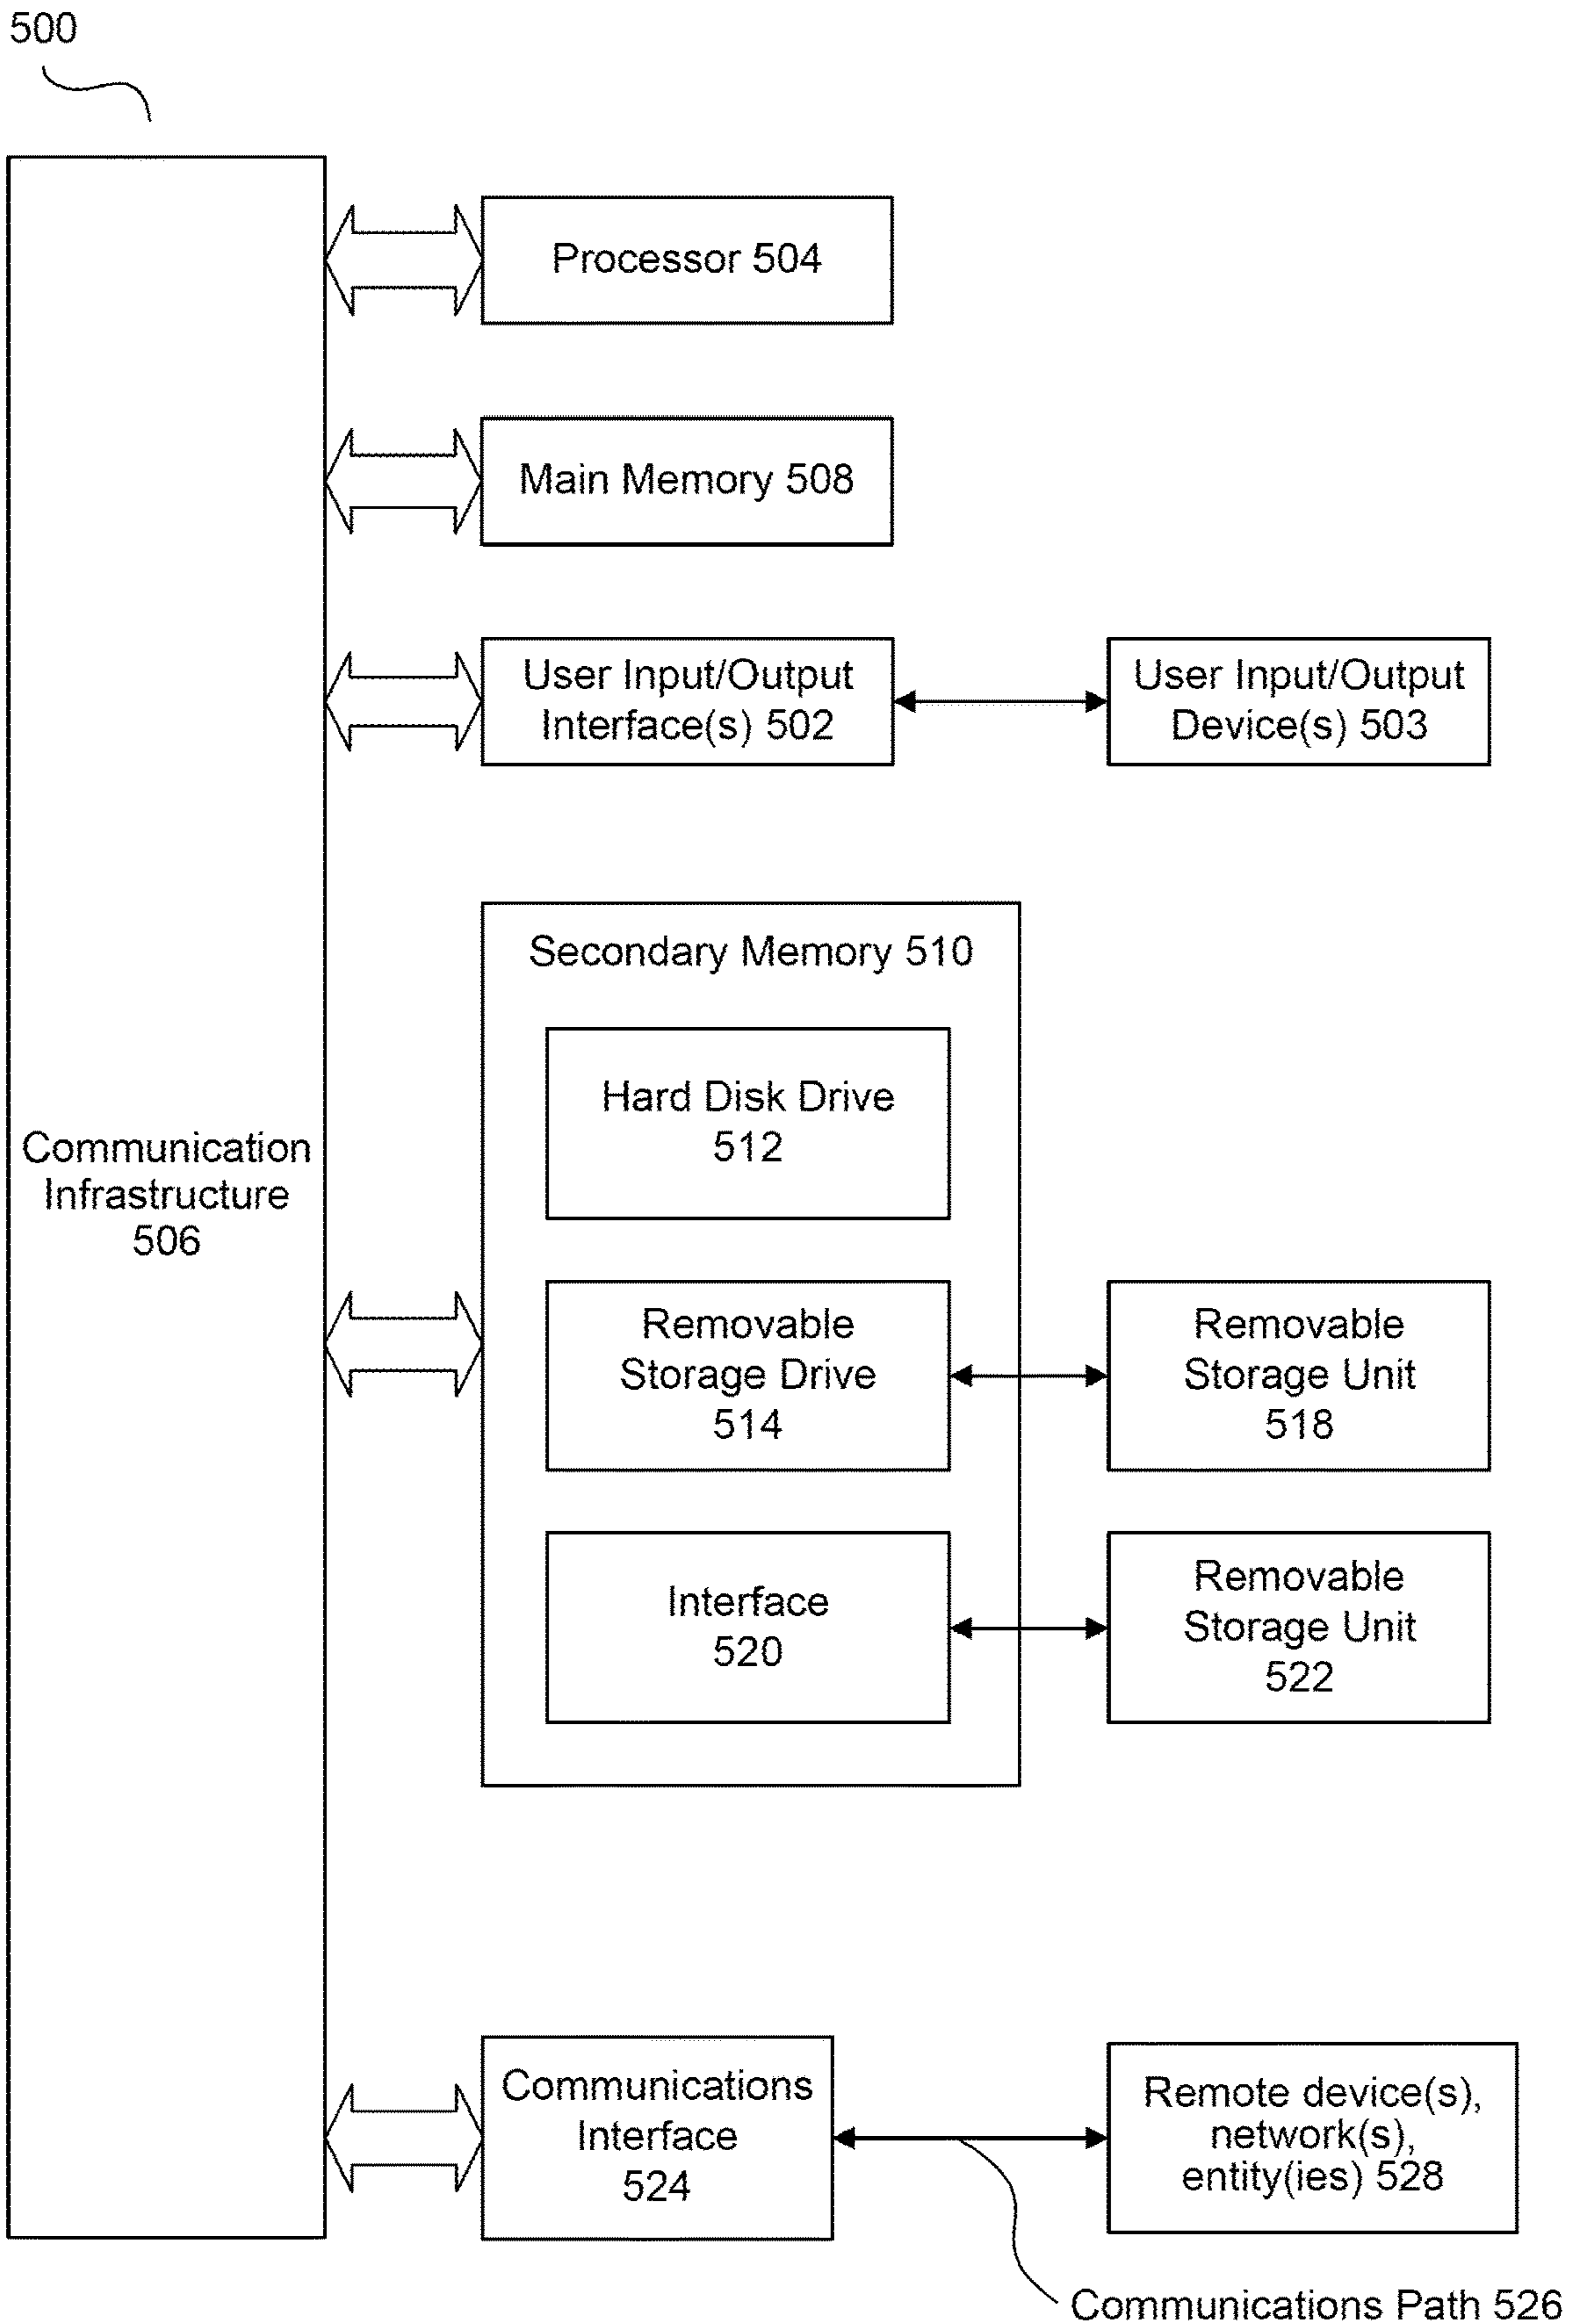 500
Processor 504
Main Memory 508
User Input/Output
Interface(s) 502
User Input/Output
Device(s) 503
Secondary Memory 510
Hard Disk Drive
512
Communication
Infrastructure
506
Removable
Storage Drive
514
Removable
Storage Unit
518
Interface
520
Removable
Storage Unit
522
Communications
Interface
524
Remote device(s),
network(s),
entity(ies) 528
Communications Path 526